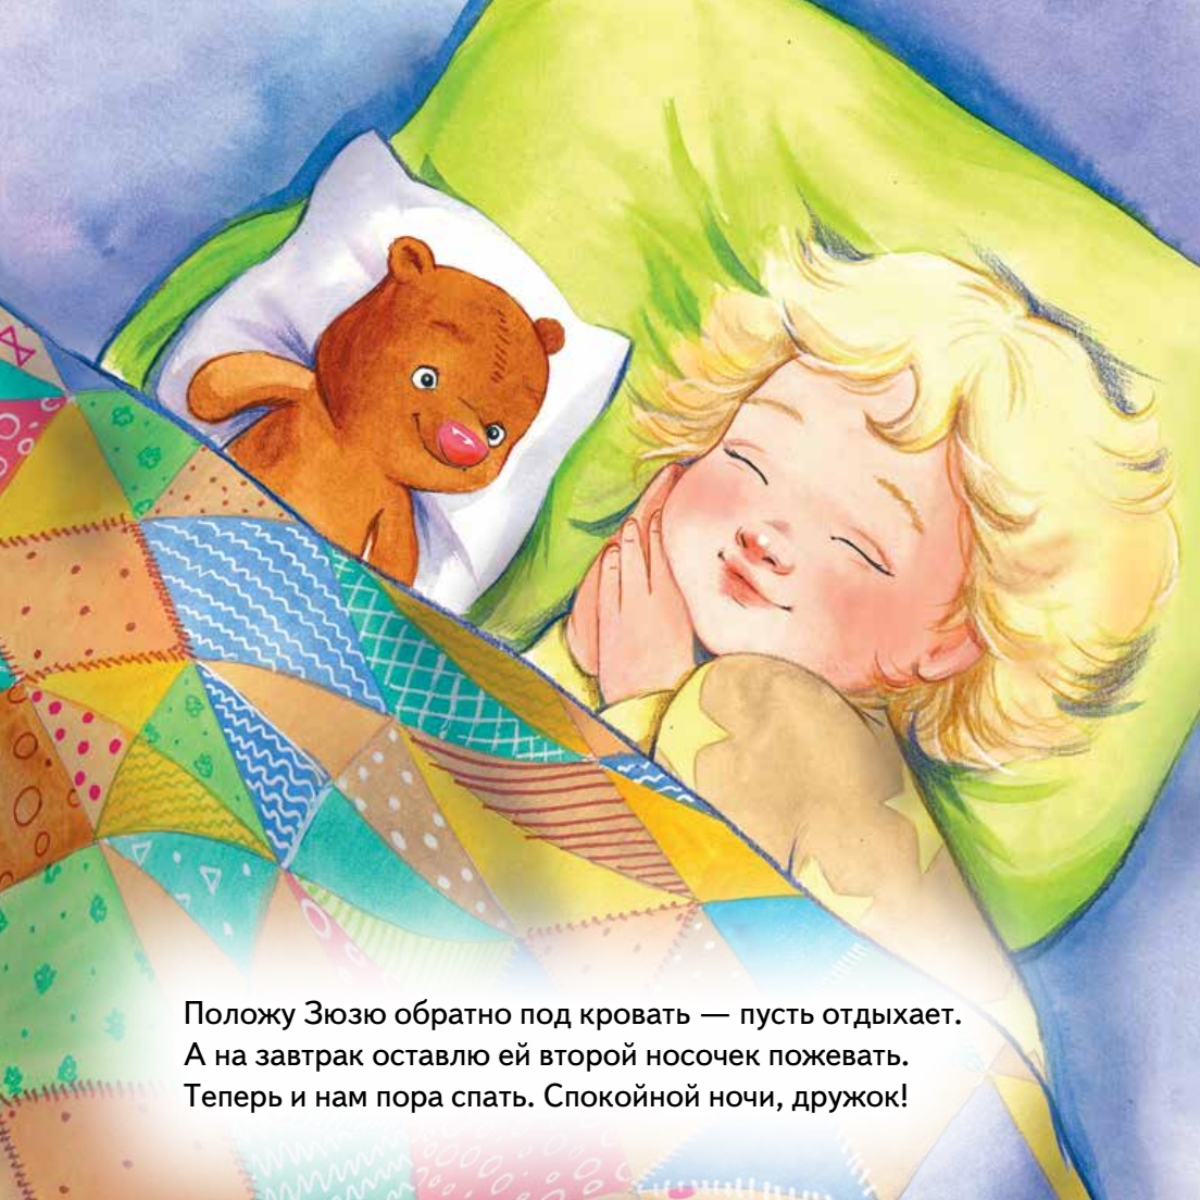 Положу Зюзю обратно под кровать — пусть отдыхает.
А на завтрак оставлю ей второй носочек пожевать.
Теперь и нам пора спать. Спокойной ночи, дружок!